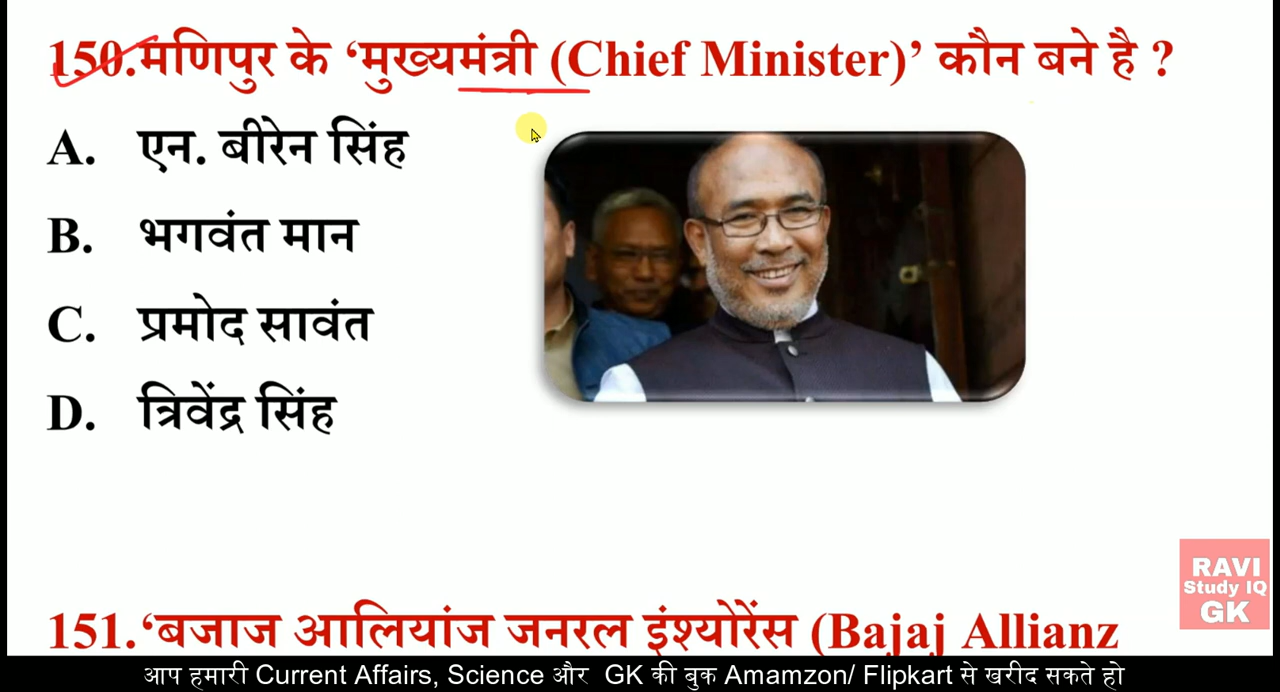 150.मणिपुर के ‘मुख्यमंत्री (Chief Minister)’ कौन बने है ?
A. एन. बीरेन सिंह
B. भगवंत मान
C. प्रमोद सावंत
D. त्रिवेंद्र सिंह
RAVI
Study IQ
GK
151.‘बजाज आलियांज जनरल इंश्योरेंस (Bajaj Allianz
आप हमारी Current Affairs, Science और GK की बुक Amamzon/ Flipkart से खरीद सकते हो